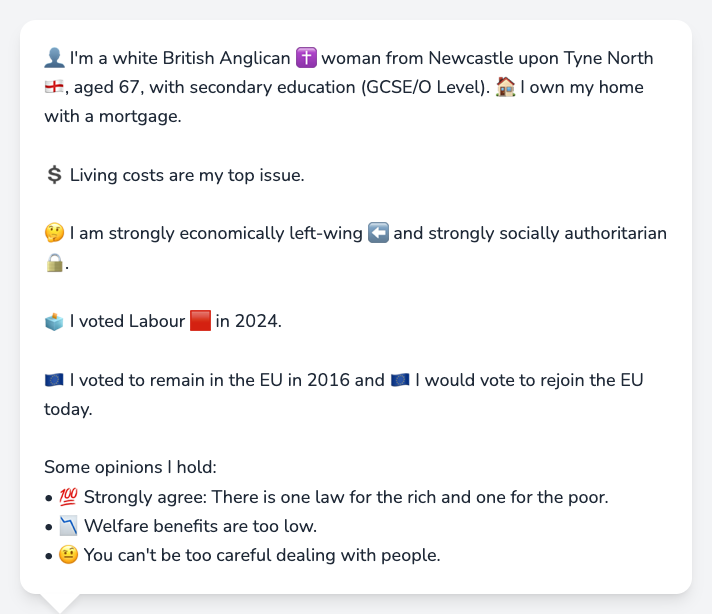 👤 I'm a white British Anglican ✝️ woman from Newcastle upon Tyne North
🏴󠁧󠁢󠁥󠁮󠁧󠁿, aged 67, with secondary education (GCSE/O Level). 🏠 I own my home
with a mortgage.
💲 Living costs are my top issue.
🤔 I am strongly economically left-wing ⬅️ and strongly socially authoritarian
🔒.
🗳️ I voted Labour 🟥 in 2024.
🇪🇺 I voted to remain in the EU in 2016 and 🇪🇺 I would vote to rejoin the EU
today.
Some opinions I hold:
• 💯 Strongly agree: There is one law for the rich and one for the poor.
• 📉 Welfare benefits are too low.
• 🤨 You can't be too careful dealing with people.